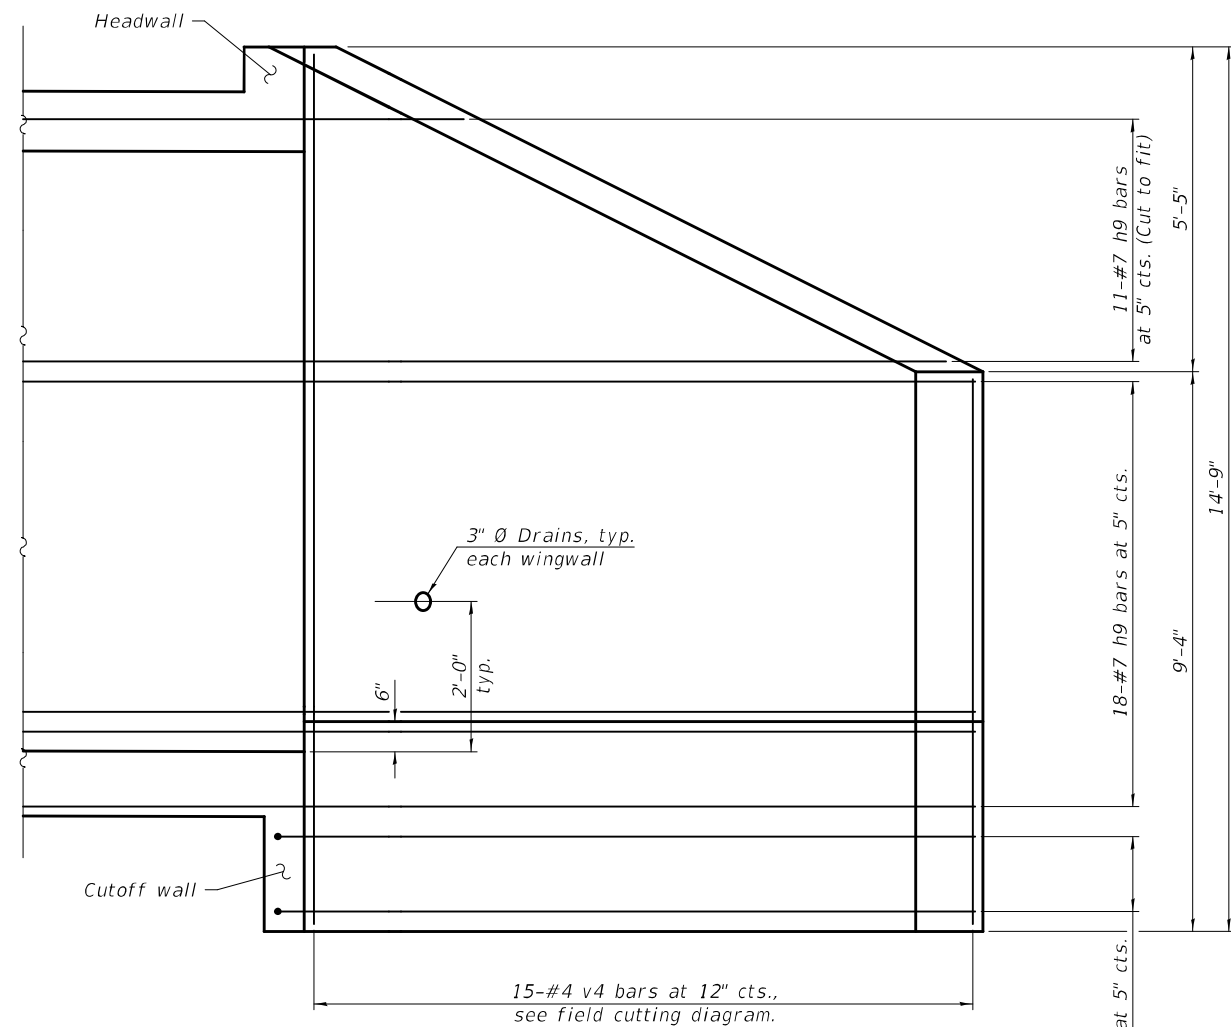 Headwall
11-#7 h9 bars
at 5" cts. (Cut to fit)
5'-5"
14'-9"
3" Ø Drains, typ.
each wingwall
18-#7 h9 bars at 5" cts.
9'-4"
6"
2'-0"
typ.
Cutoff wall
15-#4 v4 bars at 12" cts.,
see field cutting diagram.
at 5" cts.